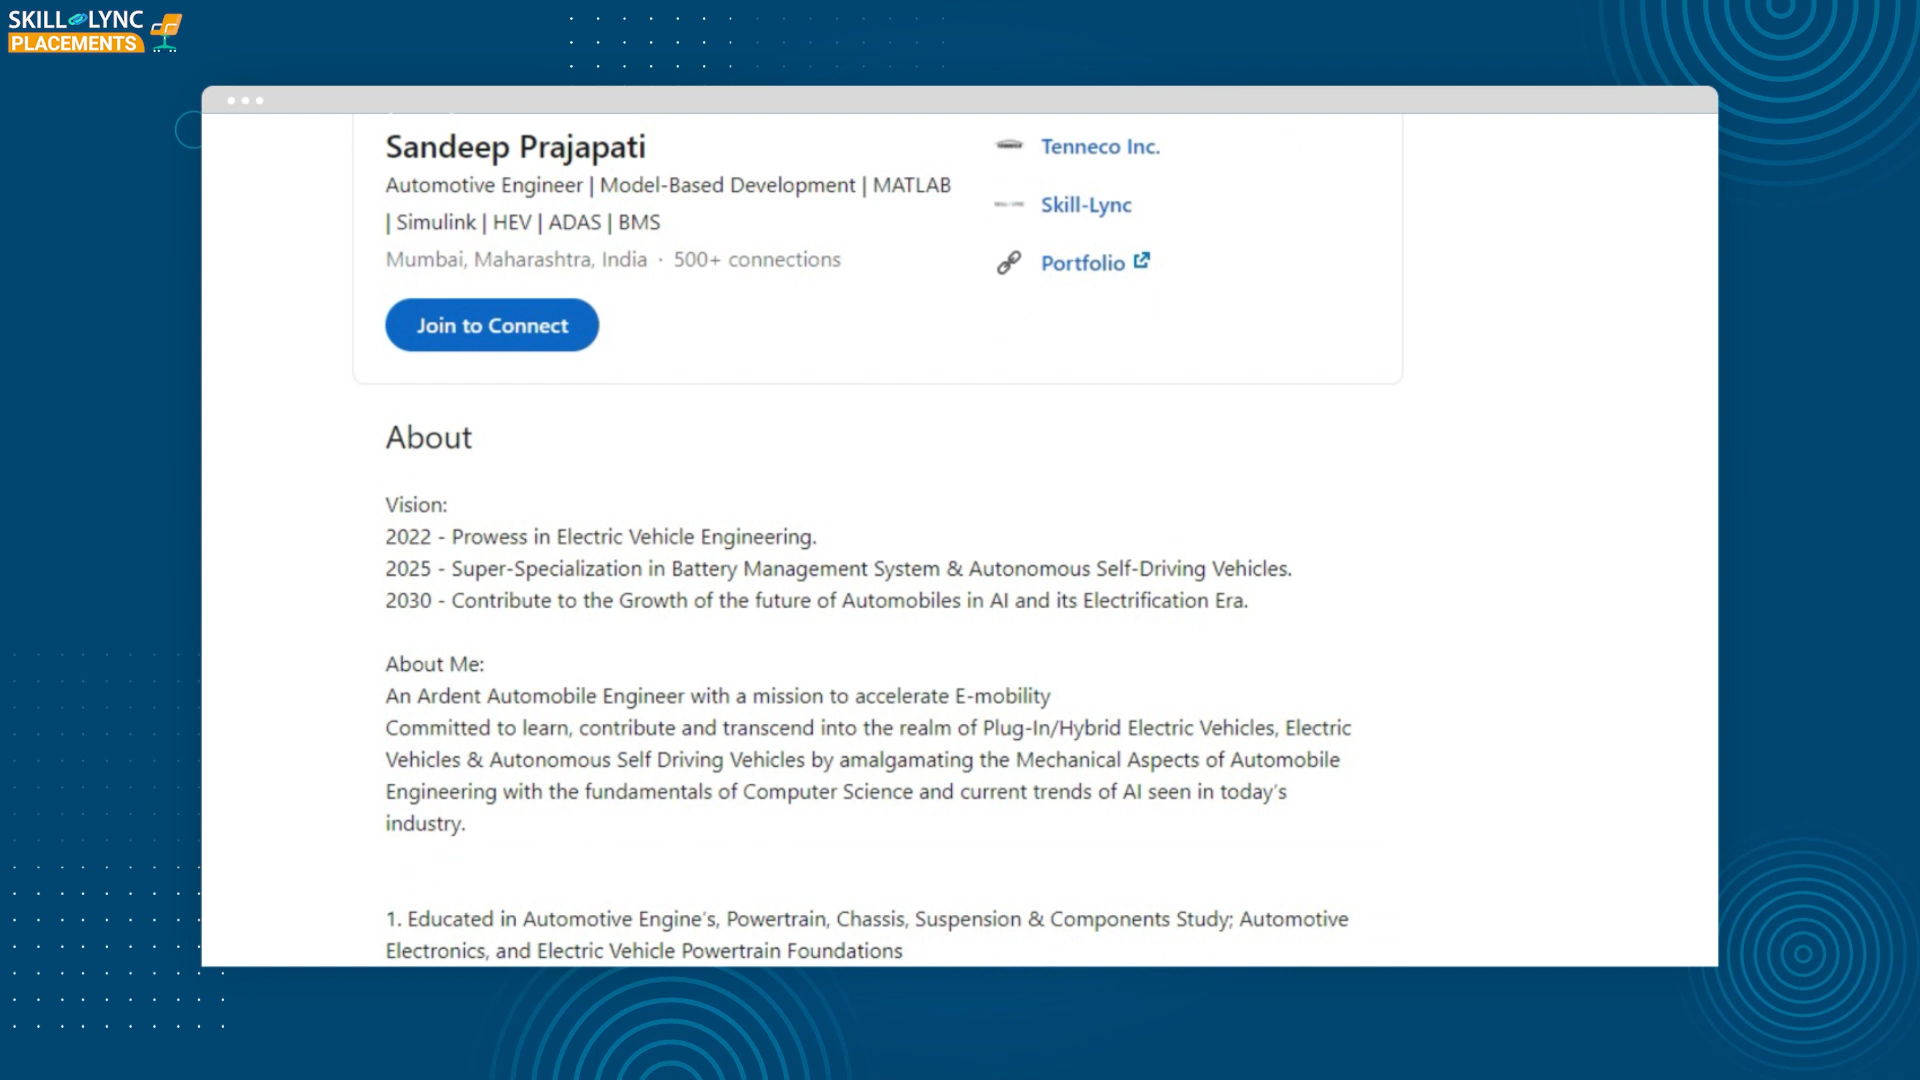 SKILL LYNC
PLACEMENTS
Sandeep Prajapati
Automotive Engineer | Model-Based Development | MATLAB
| Simulink | HEV | ADAS | BMS
Mumbai, Maharashtra, India · 500+ connections
Join to Connect
Tenneco Inc.
Skill-Lync
Portfolio
About
Vision:
2022 - Prowess in Electric Vehicle Engineering.
2025 - Super-Specialization in Battery Management System & Autonomous Self-Driving Vehicles.
2030 - Contribute to the Growth of the future of Automobiles in AI and its Electrification Era.
About Me:
An Ardent Automobile Engineer with a mission to accelerate E-mobility
Committed to learn, contribute and transcend into the realm of Plug-In/Hybrid Electric Vehicles, Electric
Vehicles & Autonomous Self Driving Vehicles by amalgamating the Mechanical Aspects of Automobile
Engineering with the fundamentals of Computer Science and current trends of AI seen in today's
industry.
1. Educated in Automotive Engine's, Powertrain, Chassis, Suspension & Components Study; Automotive
Electronics, and Electric Vehicle Powertrain Foundations